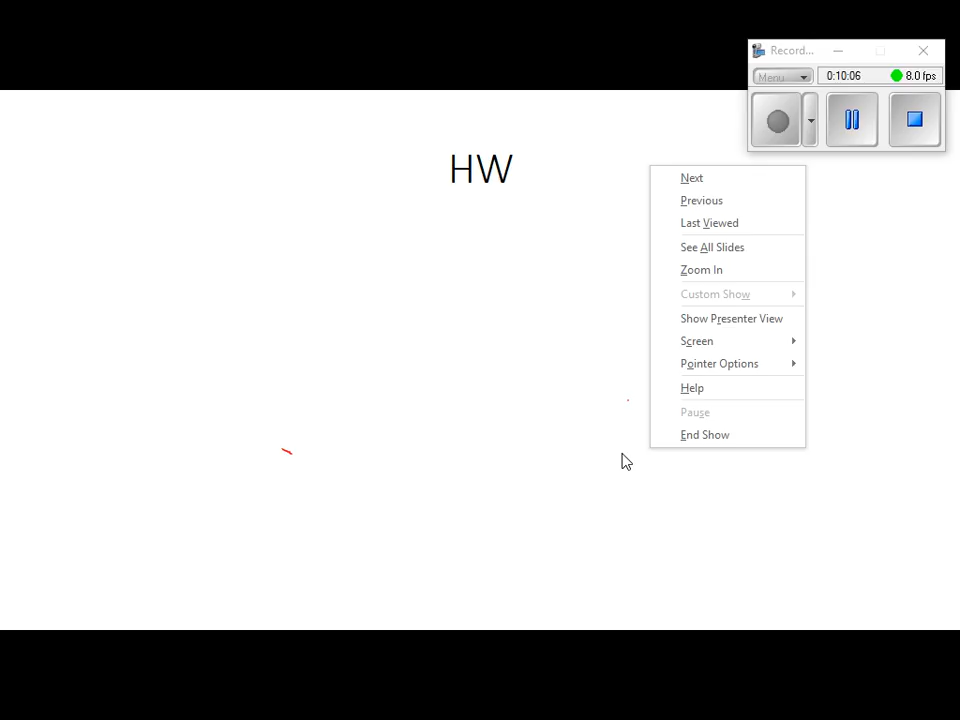 Record...
Menu
0:10:06
8.0 fps
HW
Next
Previous
Last Viewed
See All Slides
Zoom In
Custom Show
Show Presenter View
Screen
Pointer Options
Help
Pause
End Show